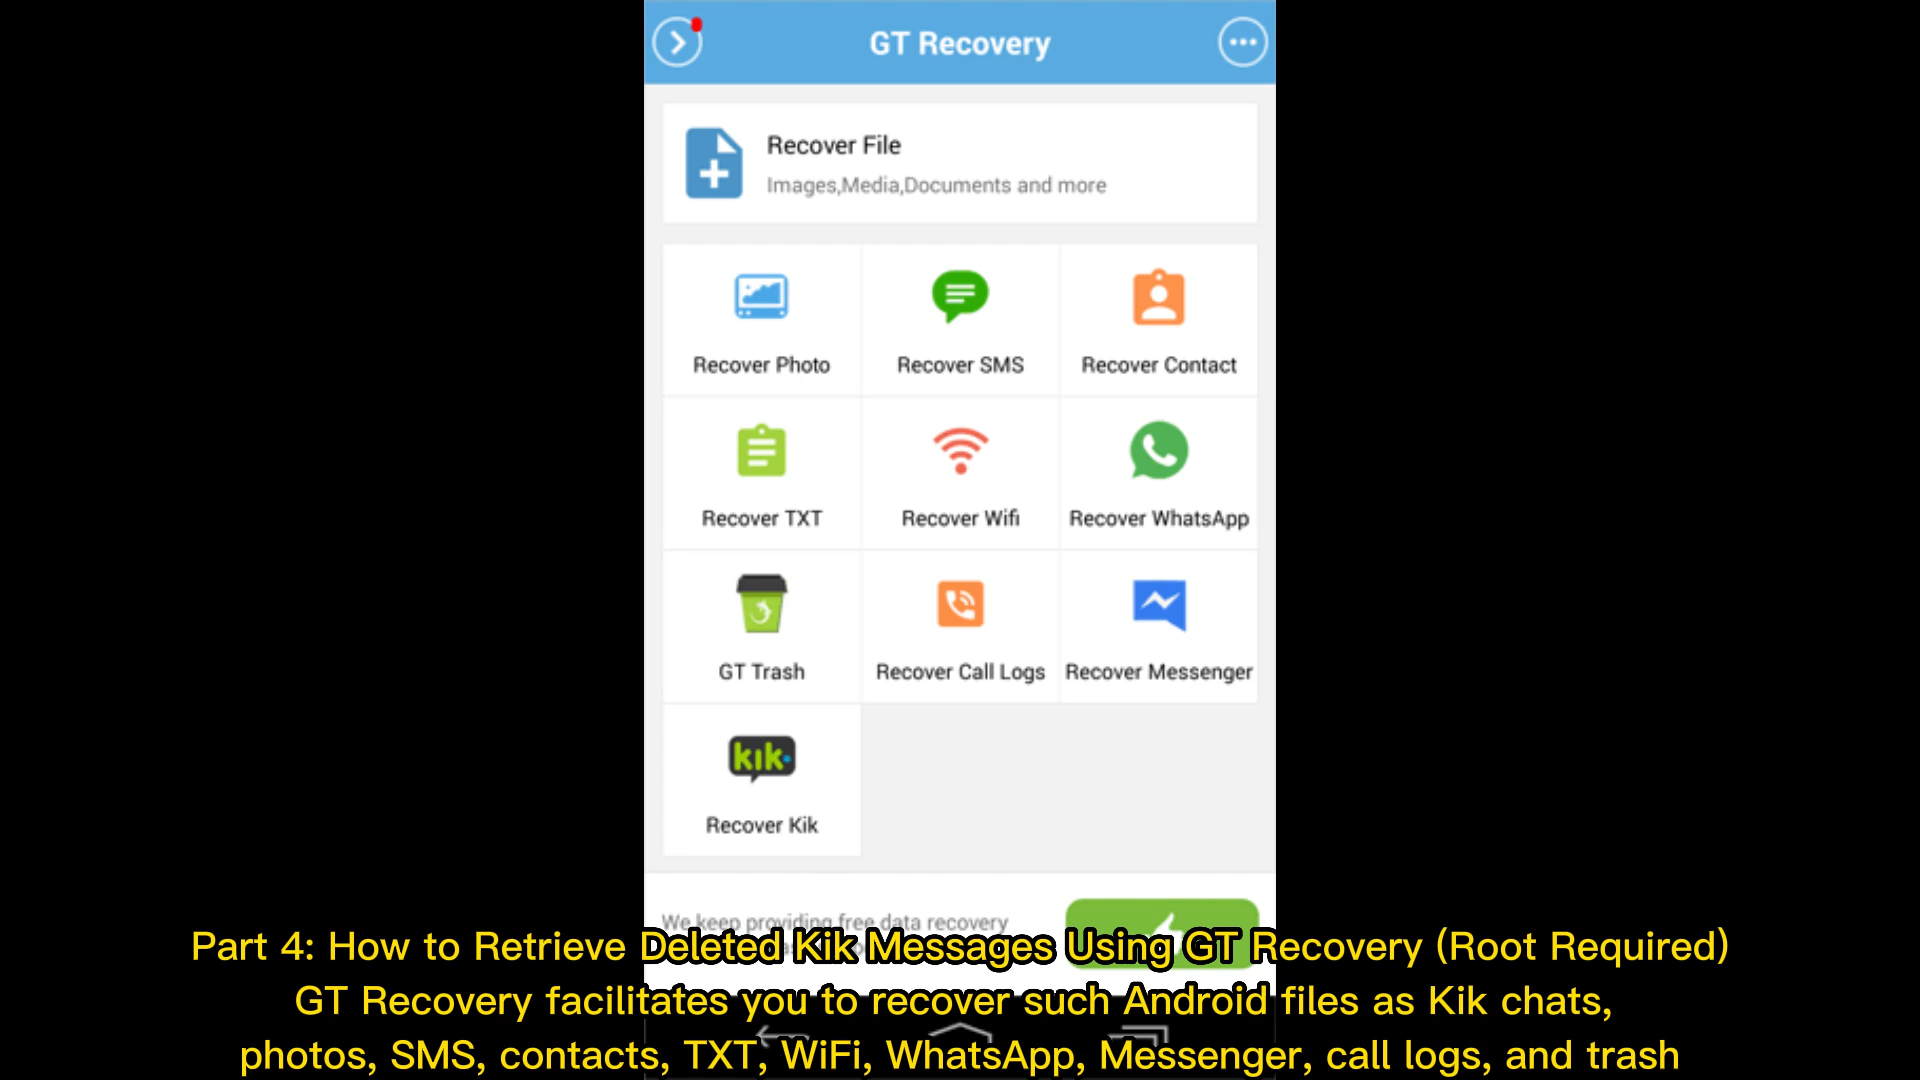 GT Recovery
Recover File
Images,Media,Documents and more
Recover Photo
Recover SMS
Recover Contact
Recover TXT
Recover Wifi
Recover WhatsApp
GT Trash
Recover Call Logs
Recover Messenger
kik
Recover Kik
We keep providing free data recovery
Part 4: How to Retrieve Deleted Kik Messages Using GT Recovery (Root Required)
GT Recovery facilitates you to recover such Android files as Kik chats,
photos, SMS, contacts, TXT, WiFi, WhatsApp, Messenger, call logs, and trash